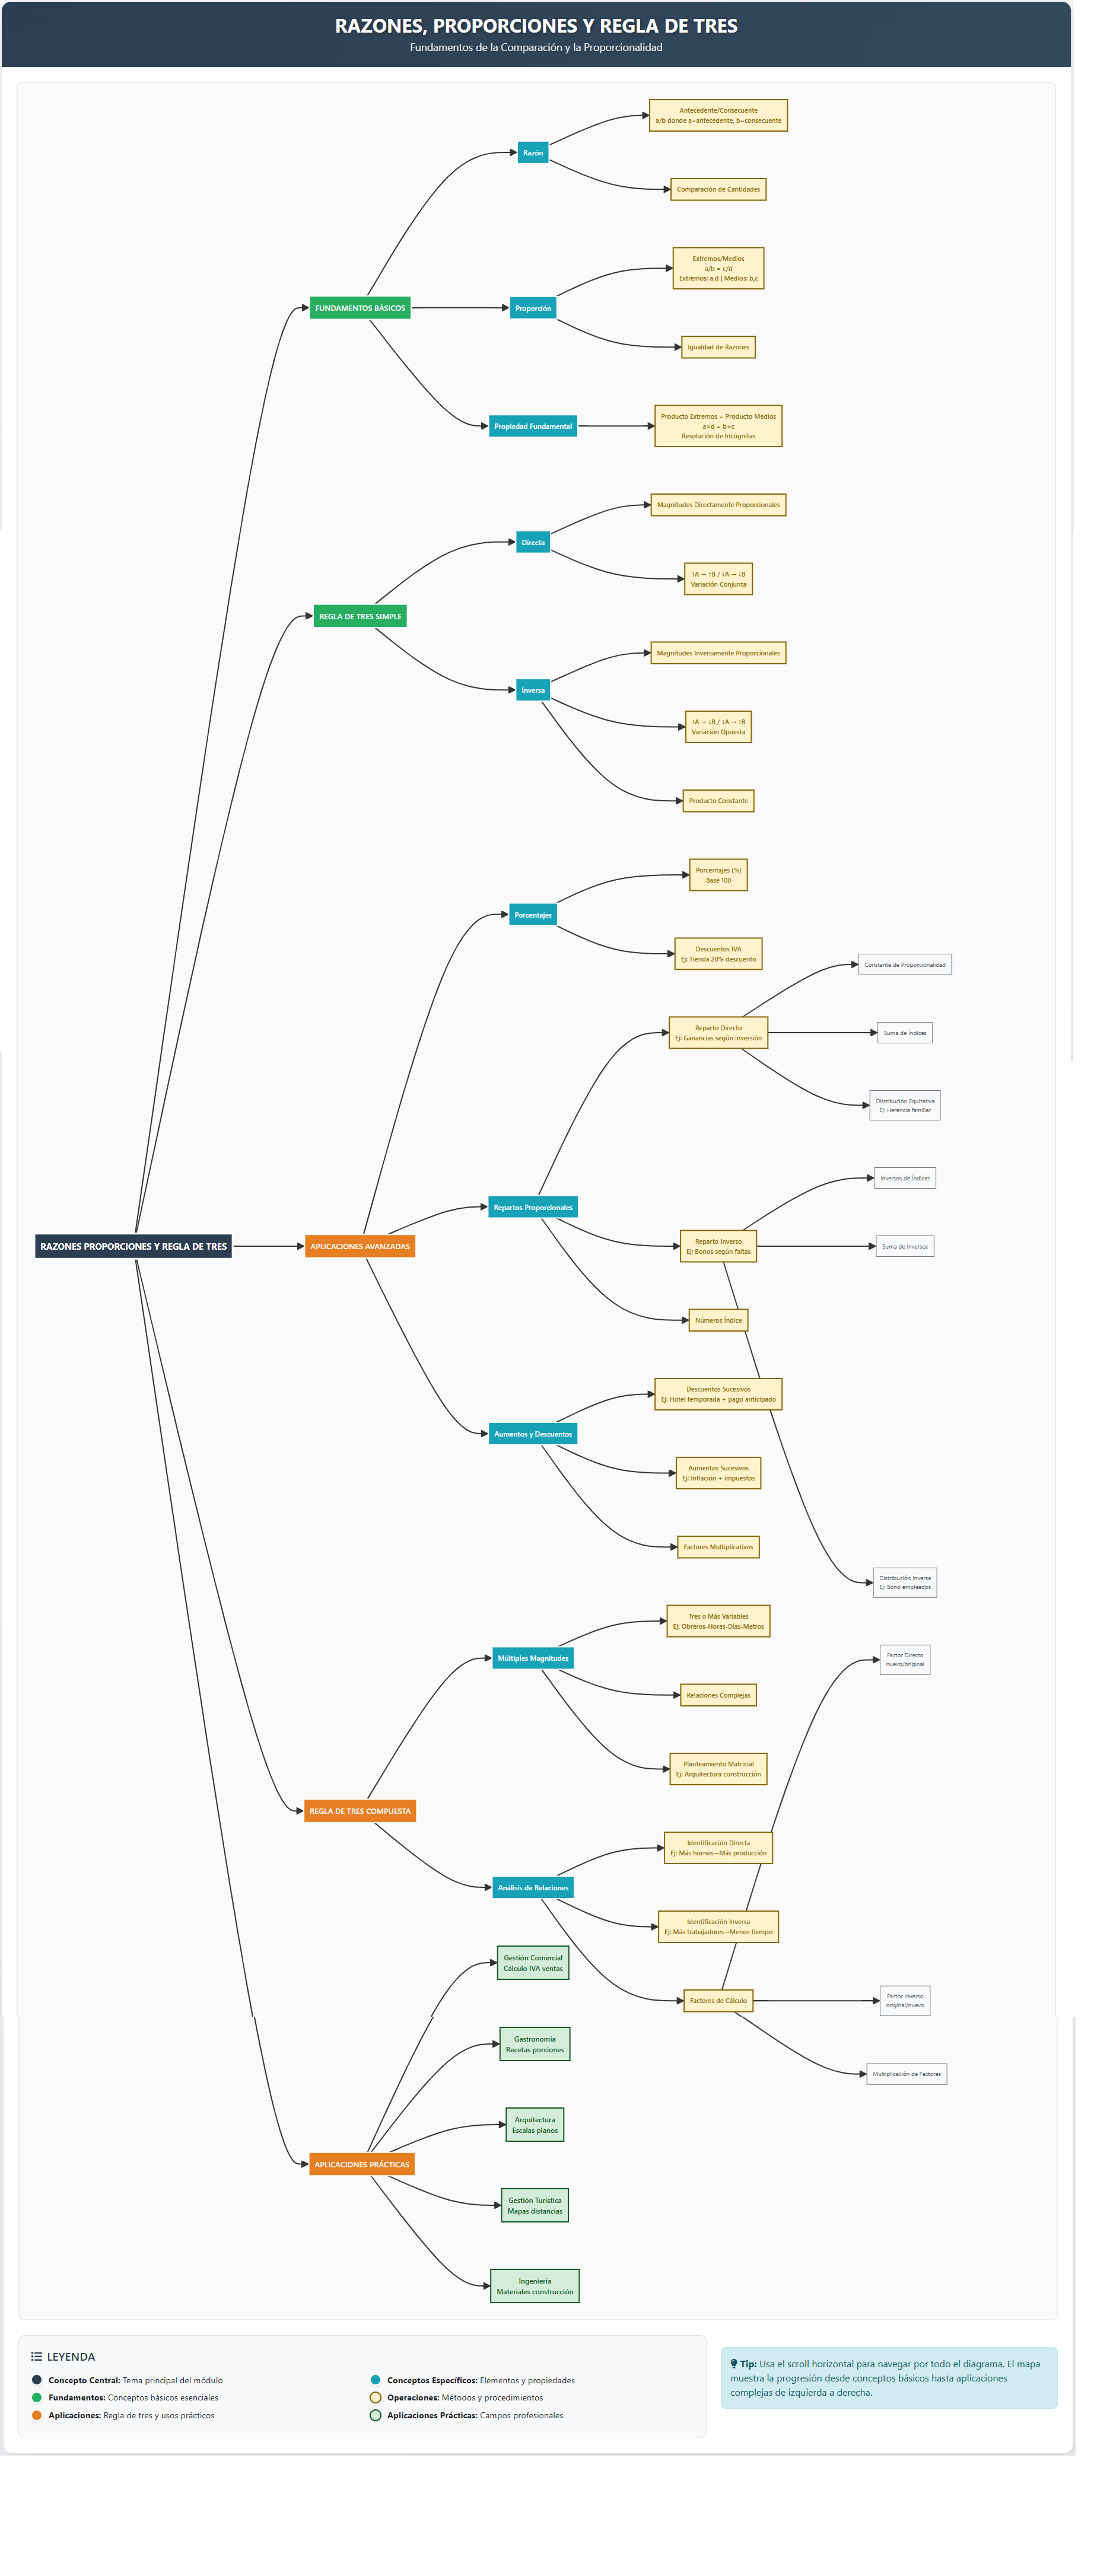 RAZONES, PROPORCIONES Y REGLA DE TRES
Fundamentos de la Comparación y la Proporcionalidad
Antecedente/Consecuente
a/b donde a=antecedente, b=consecuente
Razón
Comparación de Cantidades
Extremos/Medios
a/b = c/d
Extremos: a,d | Medios: b,c
FUNDAMENTOS BÁSICOS
Proporción
Igualdad de Razones
Propiedad Fundamental
Producto Extremos = Producto Medios
a×d = b×c
Resolución de Incógnitas
Magnitudes Directamente Proporcionales
Directa
↑A → ↑B / ↓A → ↓B
Variación Conjunta
REGLA DE TRES SIMPLE
Magnitudes Inversamente Proporcionales
Inversa
↑A → ↓B / ↓A → ↑B
Variación Opuesta
Producto Constante
Porcentajes (%)
Base 100
Porcentajes
Descuentos IVA
Ej: Tienda 20% descuento
Constante de Proporcionalidad
Reparto Directo
Ej: Ganancias según inversión
Suma de Índices
Distribución Equitativa
Ej: Herencia familiar
Inversos de Índices
Repartos Proporcionales
RAZONES PROPORCIONES Y REGLA DE TRES
APLICACIONES AVANZADAS
Reparto Inverso
Ej: Bonos según faltas
Suma de Inversos
Números Índice
Descuentos Sucesivos
Ej: Hotel temporada + pago anticipado
Aumentos y Descuentos
Aumentos Sucesivos
Ej: Inflación + impuestos
Factores Multiplicativos
Distribución Inversa
Ej: Bono empleados
Tres o Más Variables
Ej: Obreros-Horas-Días-Metros
Múltiples Magnitudes
Factor Directo
nuevo/original
Relaciones Complejas
Planteamiento Matricial
Ej: Arquitectura construcción
REGLA DE TRES COMPUESTA
Identificación Directa
Ej: Más hornos→Más producción
Análisis de Relaciones
Identificación Inversa
Ej: Más trabajadores→Menos tiempo
Gestión Comercial
Cálculo IVA ventas
Factores de Cálculo
Factor Inverso
original/nuevo
Gastronomía
Recetas porciones
Multiplicación de Factores
Arquitectura
Escalas planos
APLICACIONES PRÁCTICAS
Gestión Turística
Mapas distancias
Ingeniería
Materiales construcción
LEYENDA
Concepto Central: Tema principal del módulo
Fundamentos: Conceptos básicos esenciales
Aplicaciones: Regla de tres y usos prácticos
Conceptos Específicos: Elementos y propiedades
Operaciones: Métodos y procedimientos
Aplicaciones Prácticas: Campos profesionales
Tip: Usa el scroll horizontal para navegar por todo el diagrama. El mapa
muestra la progresión desde conceptos básicos hasta aplicaciones
complejas de izquierda a derecha.